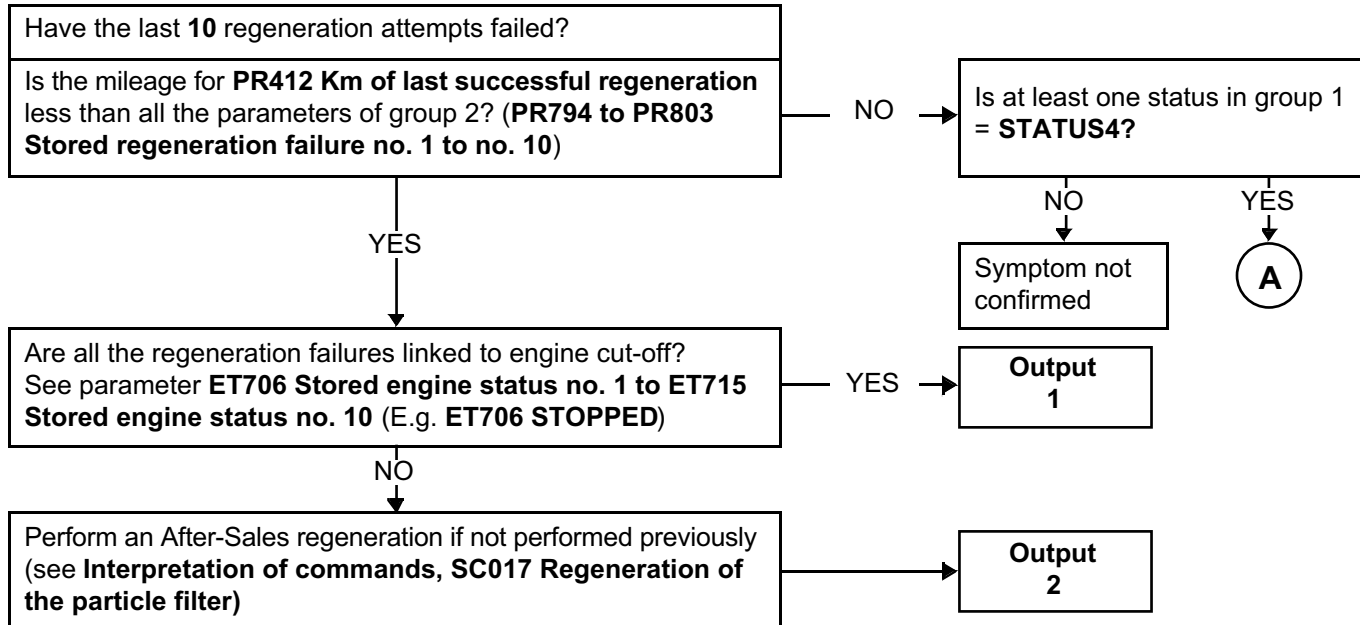 Have the last 10 regeneration attempts failed?
Is the mileage for PR412 Km of last successful regeneration
less than all the parameters of group 2? (PR794 to PR803
Stored regeneration failure no. 1 to no. 10)
NO
Is at least one status in group 1
= STATUS4?
NO
YES
YES
Symptom not
confirmed
A
Are all the regeneration failures linked to engine cut-off?
See parameter ET706 Stored engine status no. 1 to ET715
Stored engine status no. 10 (E.g. ET706 STOPPED)
YES
Output
1
NO
Perform an After-Sales regeneration if not performed previously
(see Interpretation of commands, SC017 Regeneration of
the particle filter)
Output
2